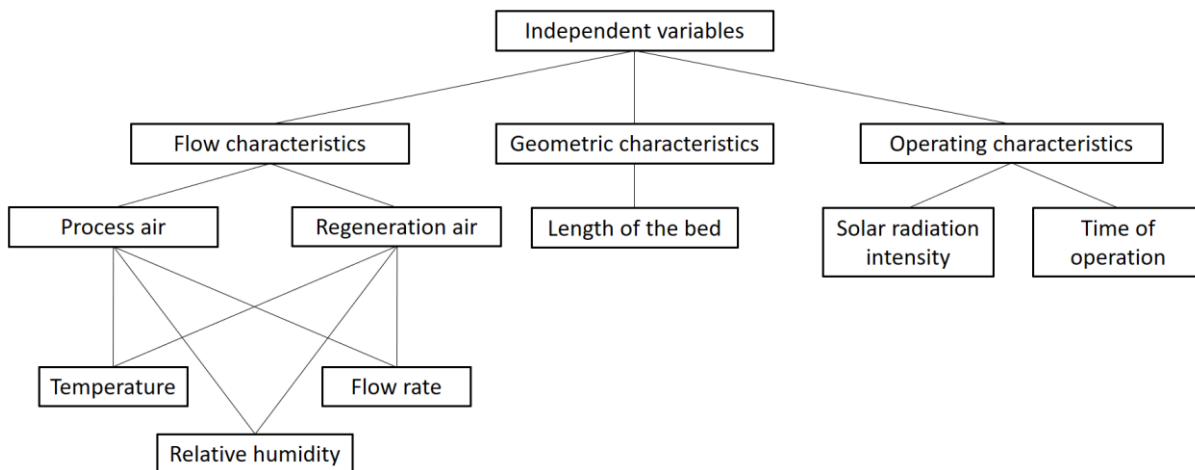 Independent variables
Flow characteristics
Geometric characteristics
Operating characteristics
Process air
Regeneration air
Length of the bed
Solar radiation
intensity
Time of
operation
Temperature
Flow rate
Relative humidity